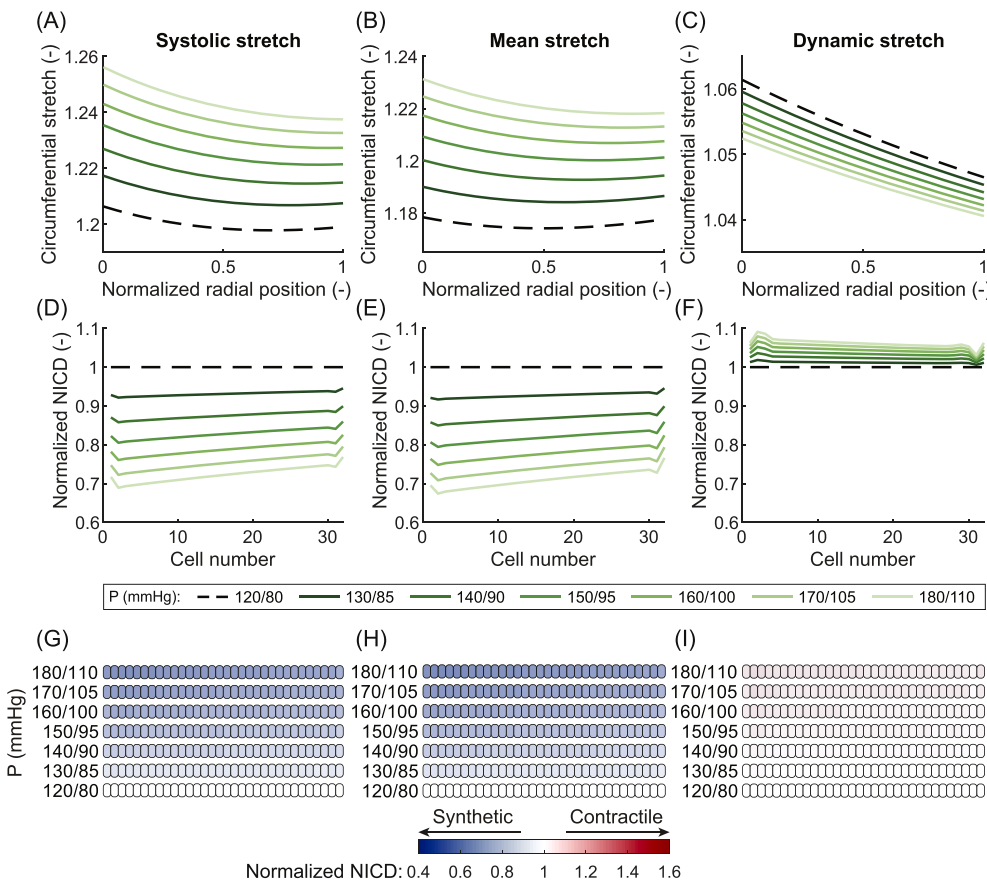 (A)
Systolic stretch
Circumferential stretch (-)
1.26
1.24
1.22
1.2
0
0.5
1
Normalized radial position (-)
(B)
Mean stretch
Circumferential stretch (-)
1.24
1.22
1.2
1.18
0
0.5
1
Normalized radial position (-)
(C)
Dynamic stretch
Circumferential stretch (-)
1.06
1.05
1.04
0
0.5
1
Normalized radial position (-)
(D)
Normalized NICD (-)
1.1
1
0.9
0.8
0.7
0.6
0
10
20
30
Cell number
(E)
Normalized NICD (-)
1.1
1
0.9
0.8
0.7
0.6
0
10
20
30
Cell number
(F)
Normalized NICD (-)
1.1
1
0.9
0.8
0.7
0.6
0
10
20
30
Cell number
P (mmHg): 120/80 130/85 140/90 150/95 160/100 170/105 180/110
(G)
P (mmHg)
180/110
170/105
160/100
150/95
140/90
130/85
120/80
(H)
180/110
170/105
160/100
150/95
140/90
130/85
120/80
(I)
180/110
170/105
160/100
150/95
140/90
130/85
120/80
Synthetic Contractile
Normalized NICD: 0.4 0.6 0.8 1 1.2 1.4 1.6